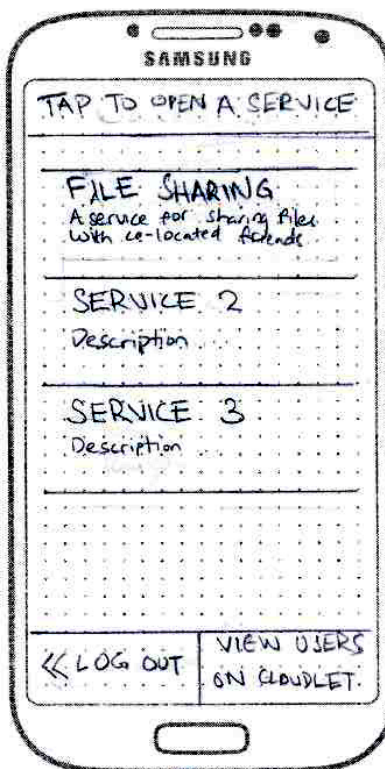 SAMSUNG
TAP TO OPEN A SERVICE
FILE SHARING
A service for sharing files
with co-located friends
SERVICE 2
Description
SERVICE 3
Description
<< LOG OUT
VIEW USERS
ON CLOUDLET